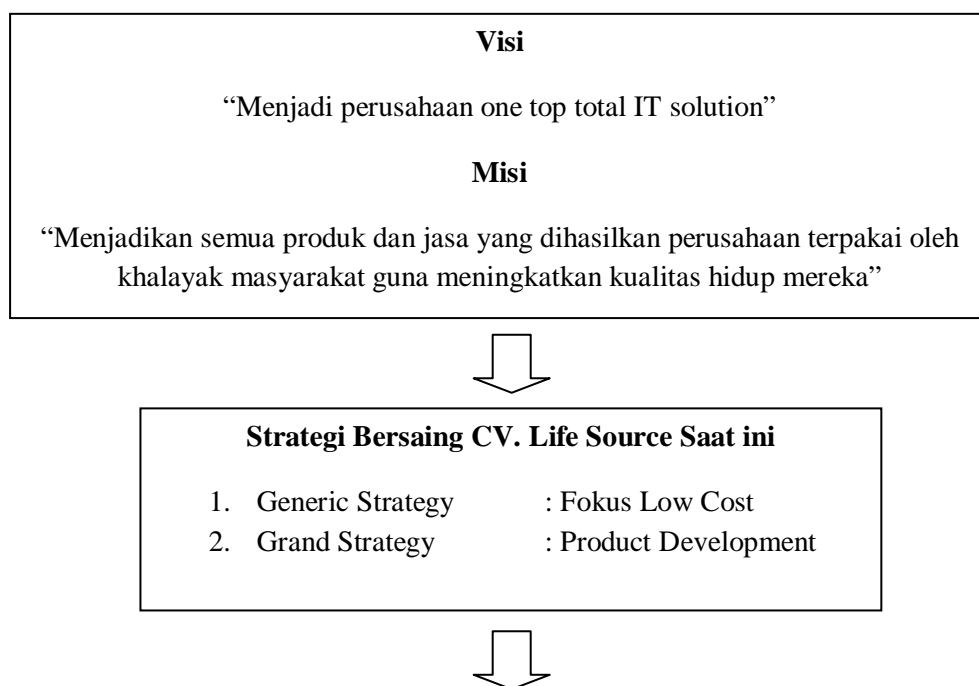 Visi
“Menjadi perusahaan one top total IT solution”
Misi
“Menjadikan semua produk dan jasa yang dihasilkan perusahaan terpakai oleh
khalayak masyarakat guna meningkatkan kualitas hidup mereka”
Strategi Bersaing CV. Life Source Saat ini
1. Generic Strategy : Fokus Low Cost
2. Grand Strategy : Product Development